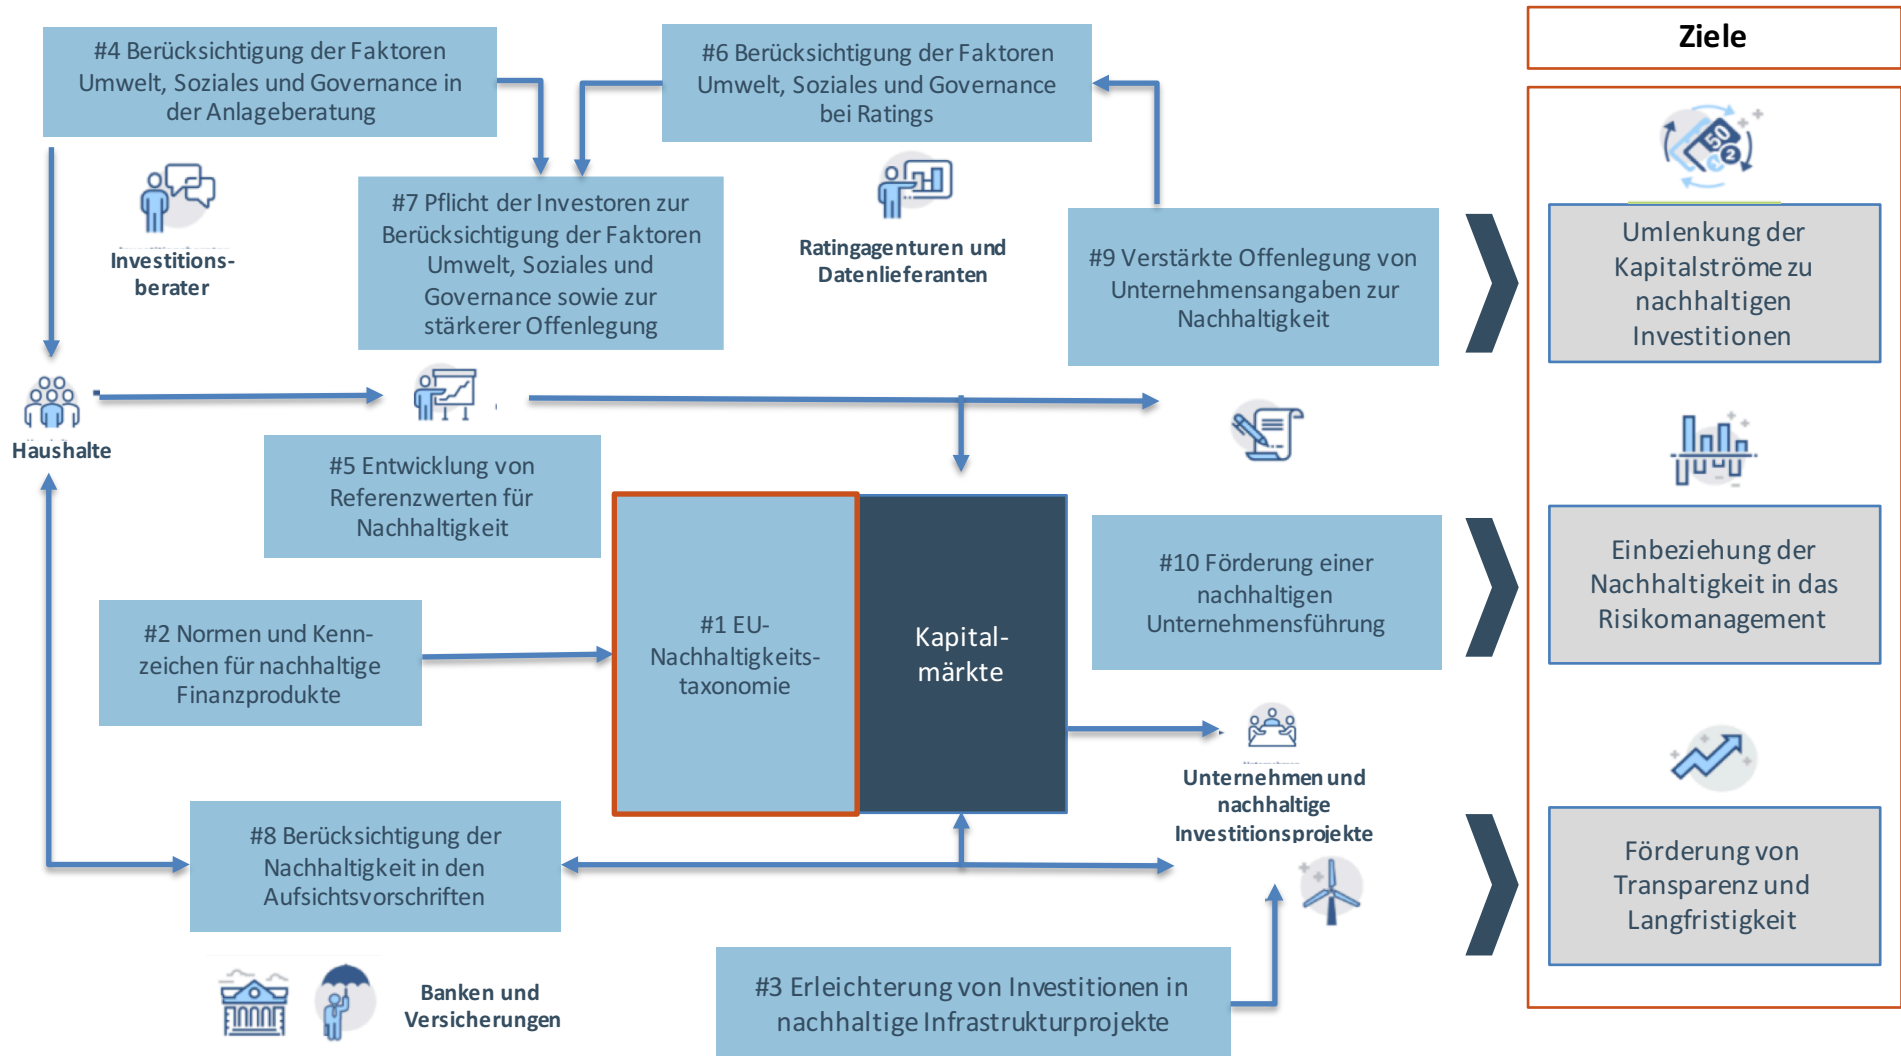 #4 Berücksichtigung der Faktoren
Umwelt, Soziales und Governance in
der Anlageberatung
#6 Berücksichtigung der Faktoren
Umwelt, Soziales und Governance
bei Ratings
Ziele
#7 Pflicht der Investoren zur
Berücksichtigung der Faktoren
Umwelt, Soziales und
Governance sowie zur
stärkerer Offenlegung
Investitions-
berater
Ratingagenturen und
Datenlieferanten
#9 Verstärkte Offenlegung von
Unternehmensangaben zur
Nachhaltigkeit
50
2
Umlenkung der
Kapitalströme zu
nachhaltigen
Investitionen
Haushalte
#5 Entwicklung von
Referenzwerten für
Nachhaltigkeit
#2 Normen und Kenn-
zeichen für nachhaltige
Finanzprodukte
#1 EU-
Nachhaltigkeits-
taxonomie
Kapital-
märkte
#10 Förderung einer
nachhaltigen
Unternehmensführung
Einbeziehung der
Nachhaltigkeit in das
Risikomanagement
Unternehmen und
nachhaltige
Investitionsprojekte
#8 Berücksichtigung der
Nachhaltigkeit in den
Aufsichtsvorschriften
Förderung von
Transparenz und
Langfristigkeit
Banken und
Versicherungen
#3 Erleichterung von Investitionen in
nachhaltige Infrastrukturprojekte